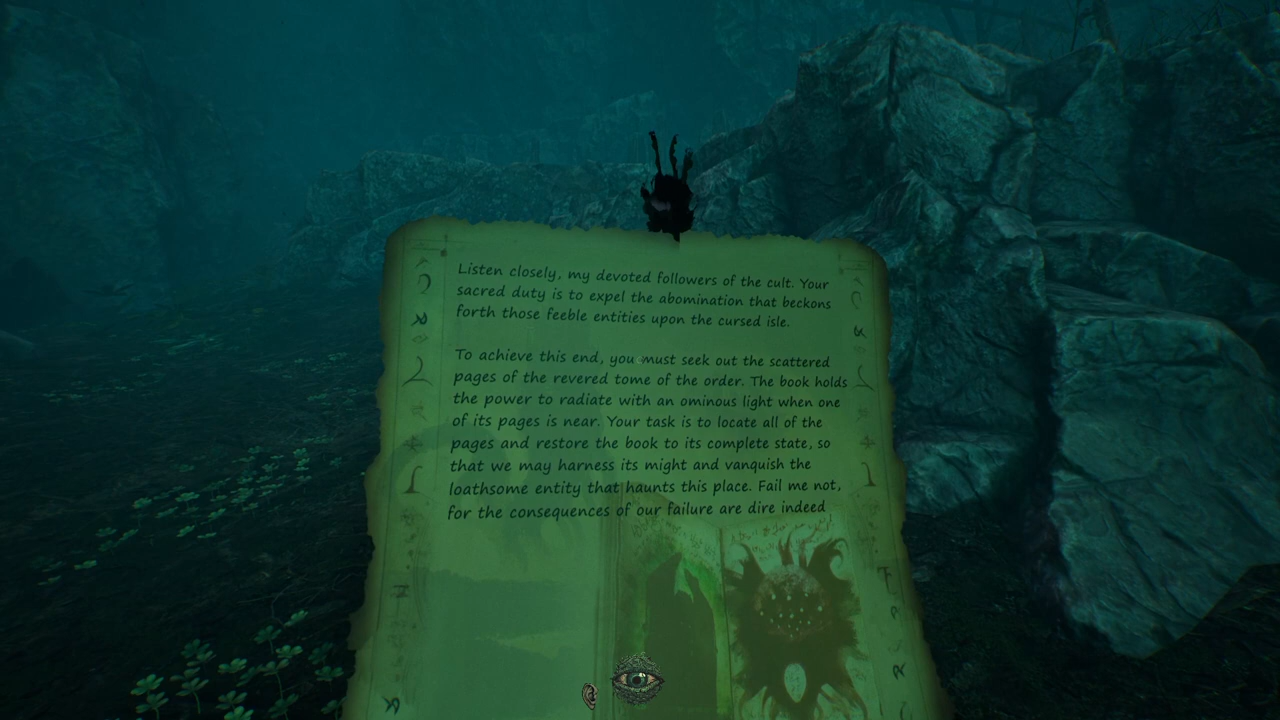 Listen closely, my devoted followers of the cult. Your
sacred duty is to expel the abomination that beckons
forth those feeble entities upon the cursed isle.
To achieve this end, you must seek out the scattered
pages of the revered tome of the order. The book holds
the power to radiate with an ominous light when one
of its pages is near. Your task is to locate all of the
pages and restore the book to its complete state, so
that we may harness its might and vanquish the
loathsome entity that haunts this place. Fail me not,
for the consequences of our failure are dire indeed